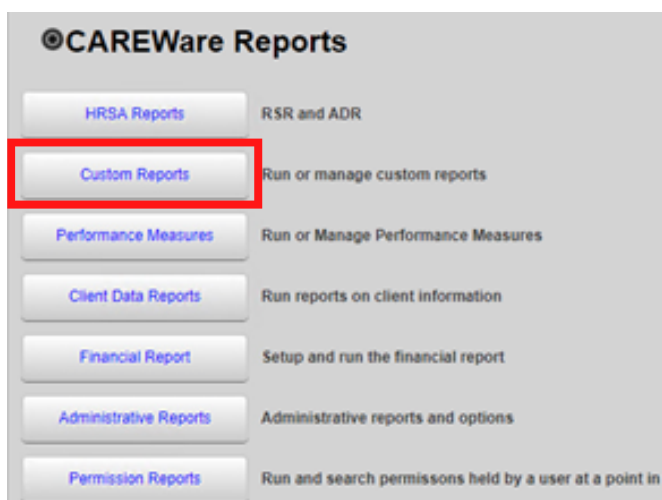 CAREWare Reports
HRSA Reports RSR and ADR
Custom Reports Run or manage custom reports
Performance Measures Run or Manage Performance Measures
Client Data Reports Run reports on client information
Financial Report Setup and run the financial report
Administrative Reports Administrative reports and options
Permission Reports Run and search permissons held by a user at a point in